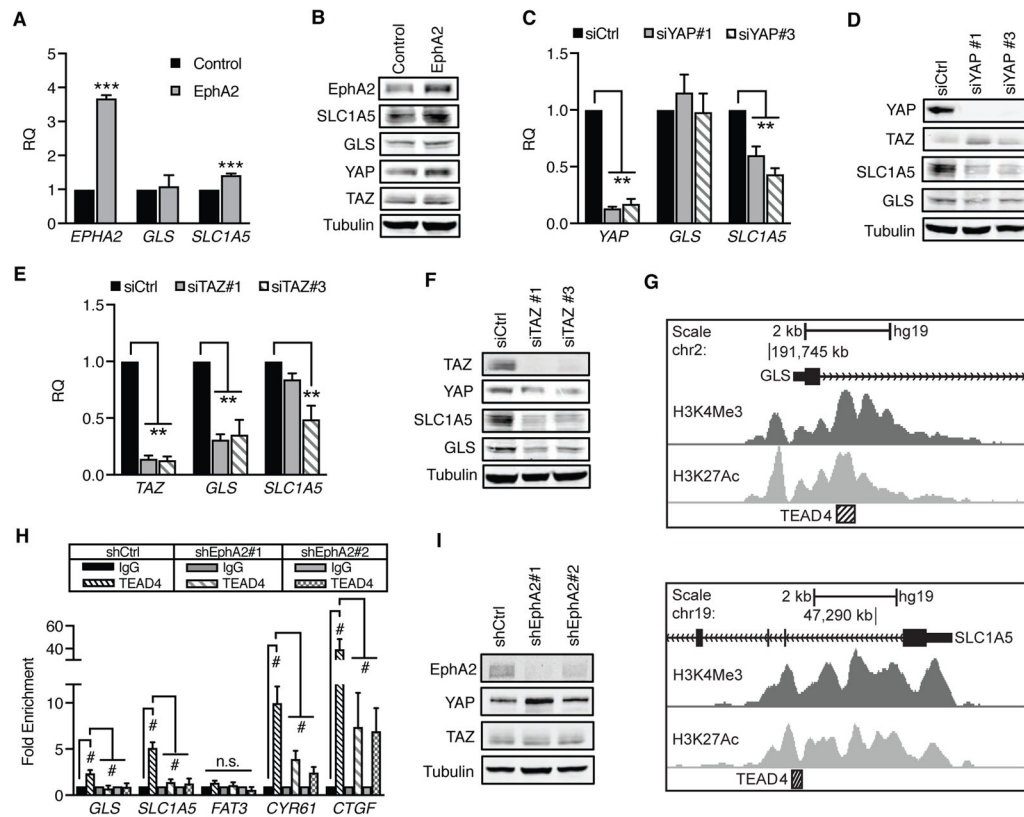 A
5
4
3
2
1
0
RQ
Control
EphA2
***
***
EPHA2 GLS SLC1A5
B
Control
EphA2
EphA2
SLC1A5
GLS
YAP
TAZ
Tubulin
C
siCtrl siYAP#1 siYAP#3
1.5
1.0
0.5
0.0
RQ
**
**
YAP GLS SLC1A5
D
siCtrl
siYAP #1
siYAP #3
YAP
TAZ
SLC1A5
GLS
Tubulin
E
siCtrl siTAZ#1 siTAZ#3
1.5
1.0
0.5
0.0
RQ
**
**
**
TAZ GLS SLC1A5
F
siCtrl
siTAZ #1
siTAZ #3
TAZ
YAP
SLC1A5
GLS
Tubulin
G
Scale 2 kb hg19
chr2: 191,745 kb
GLS
H3K4Me3
H3K27Ac
TEAD4
Scale 2 kb hg19
chr19: 47,290 kb
SLC1A5
H3K4Me3
H3K27Ac
TEAD4
H
shCtrl shEphA2#1 shEphA2#2
IgG IgG IgG
TEAD4 TEAD4 TEAD4
60
40
10
5
0
Fold Enrichment
# #
# #
n.s.
# #
# #
GLS SLC1A5 FAT3 CYR61 CTGF
I
shCtrl
shEphA2#1
shEphA2#2
EphA2
YAP
TAZ
Tubulin